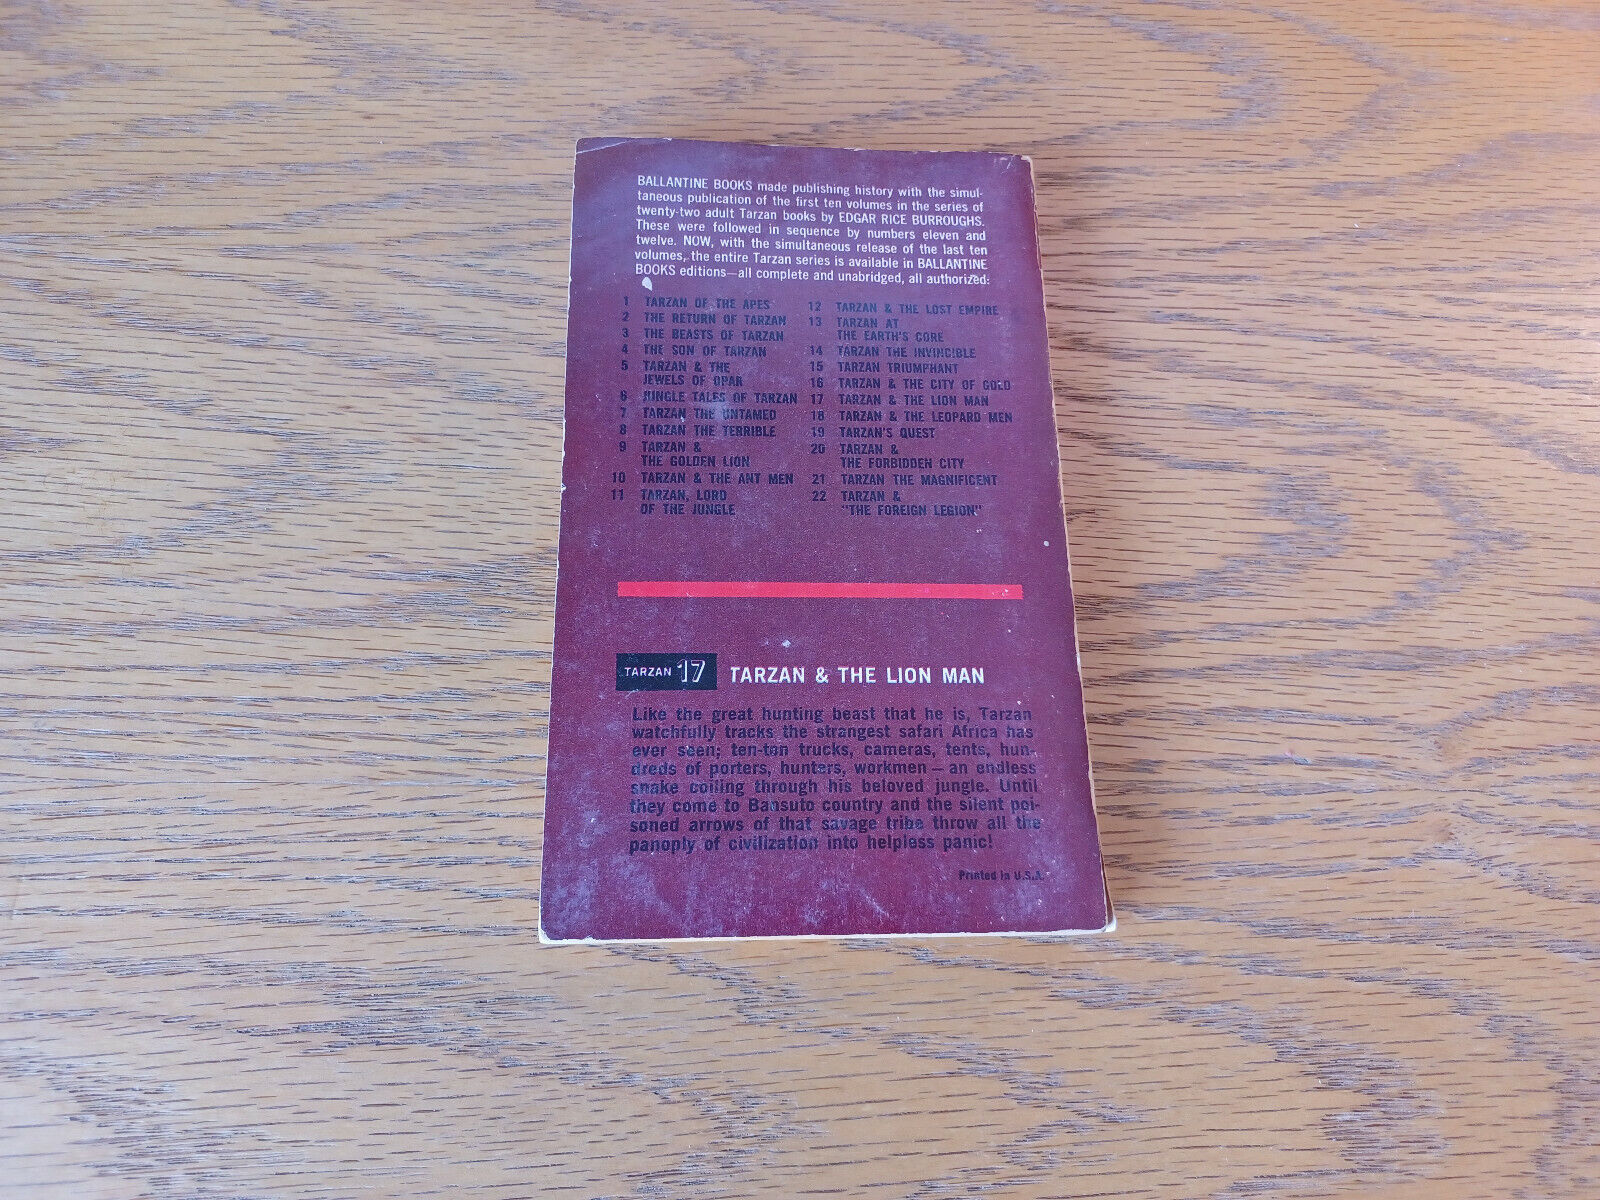 BALLANTINE BOOKS made publishing history with the simul-
taneous publication of the first ten volumes in the series of
twenty-two adult Tarzan books by EDGAR RICE BURROUGHS.
These were followed in sequence by numbers eleven and
twelve. NOW, with the simultaneous release of the last ten
volumes, the entire Tarzan series is available in BALLANTINE
BOOKS editions—all complete and unabridged, all authorized:
1 TARZAN OF THE APES
2 THE RETURN OF TARZAN
3 THE BEASTS OF TARZAN
4 THE SON OF TARZAN
5 TARZAN & THE
JEWELS OF OPAR
6 JUNGLE TALES OF TARZAN
7 TARZAN THE UNTAMED
8 TARZAN THE TERRIBLE
9 TARZAN &
THE GOLDEN LION
10 TARZAN & THE ANT MEN
11 TARZAN, LORD
OF THE JUNGLE
12 TARZAN & THE LOST EMPIRE
13 TARZAN AT
THE EARTH'S CORE
14 TARZAN THE INVINCIBLE
15 TARZAN TRIUMPHANT
16 TARZAN & THE CITY OF GOLD
17 TARZAN & THE LION MAN
18 TARZAN & THE LEOPARD MEN
19 TARZAN'S QUEST
20 TARZAN &
THE FORBIDDEN CITY
21 TARZAN THE MAGNIFICENT
22 TARZAN &
"THE FOREIGN LEGION"
TARZAN 17 TARZAN & THE LION MAN
Like the great hunting beast that he is, Tarzan
watchfully tracks the strangest safari Africa has
ever seen; ten-ton trucks, cameras, tents, hun-
dreds of porters, hunters, workmen — an endless
snake coiling through his beloved jungle. Until
they come to Bansuto country and the silent poi-
soned arrows of that savage tribe throw all the
panoply of civilization into helpless panic!
Printed in U.S.A.